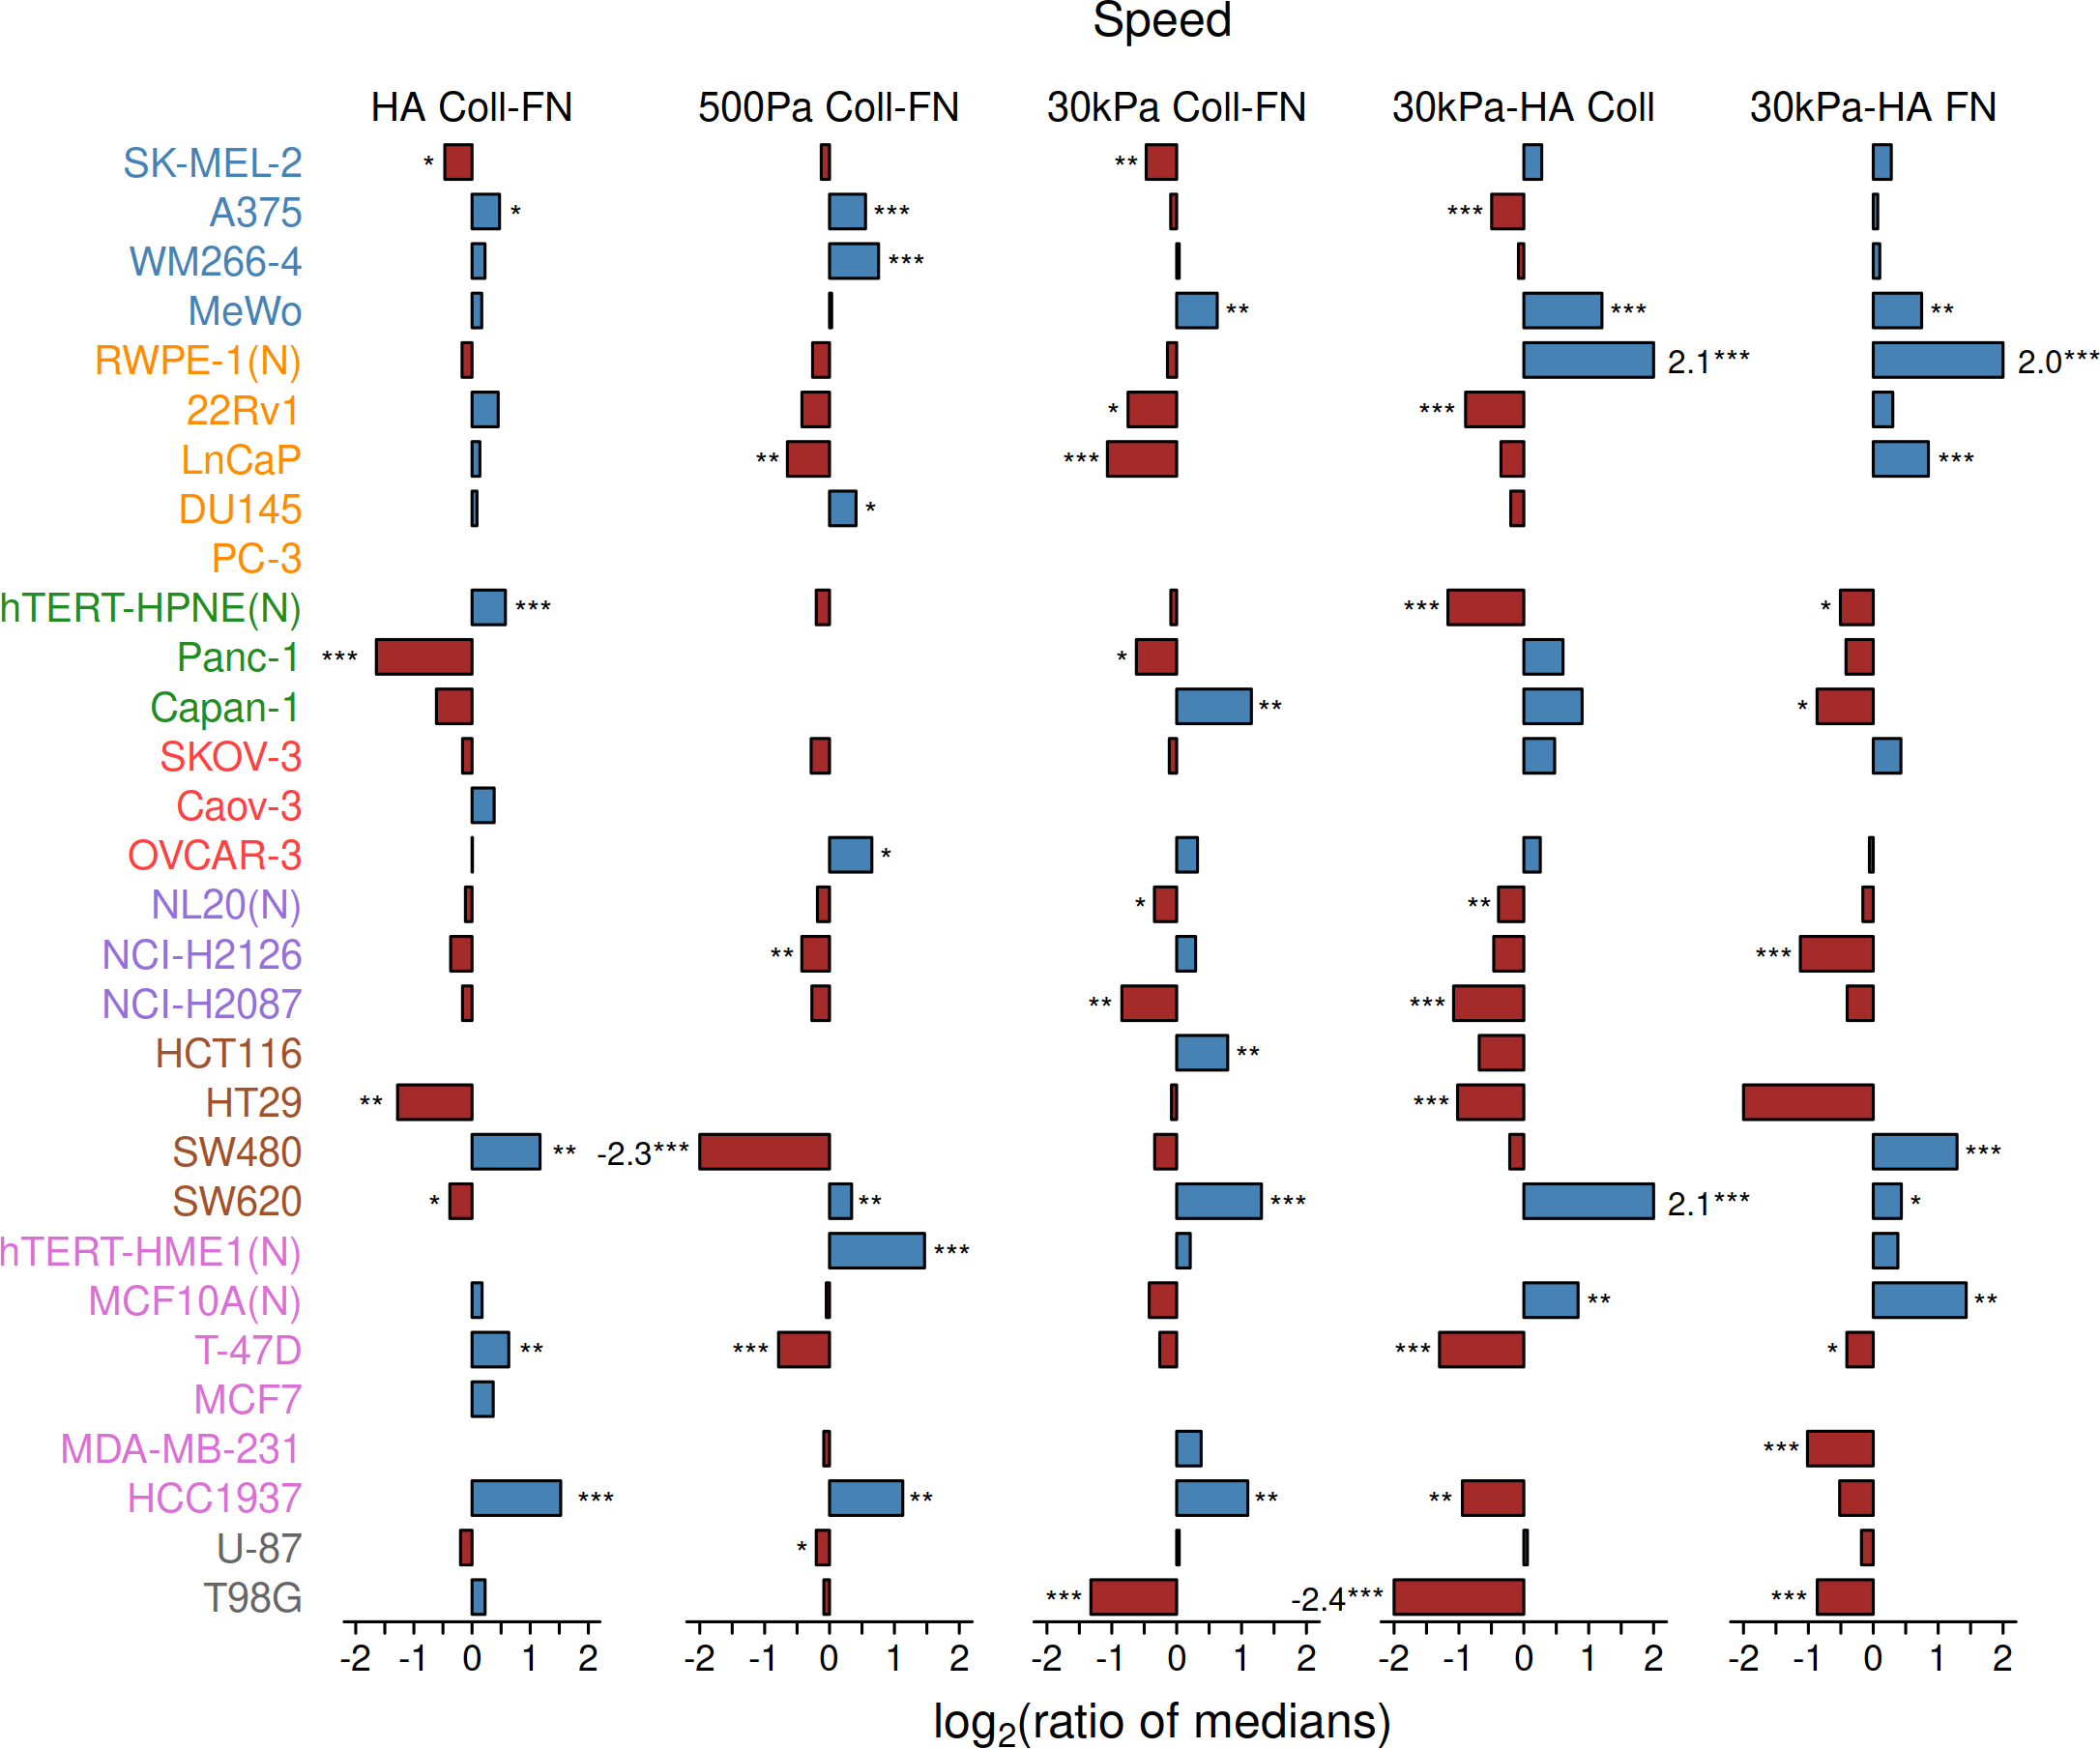 Speed
HA Coll-FN 500Pa Coll-FN 30kPa Coll-FN 30kPa-HA Coll 30kPa-HA FN
SK-MEL-2 * **
A375 * *** ***
WM266-4 ***
MeWo ** *** **
RWPE-1(N) 2.1*** 2.0***
22Rv1 * ***
LnCaP ** *** ***
DU145 *
PC-3
hTERT-HPNE(N) *** *** *
Panc-1 *** *
Capan-1 ** *
SKOV-3
Caov-3
OVCAR-3 *
NL20(N) * **
NCI-H2126 ** ***
NCI-H2087 ** ***
HCT116 **
HT29 ** ***
SW480 ** -2.3*** ***
SW620 * ** *** 2.1*** *
hTERT-HME1(N) ***
MCF10A(N) ** **
T-47D ** *** *** *
MCF7
MDA-MB-231 ***
HCC1937 *** ** ** **
U-87 *
T98G *** -2.4*** ***
-2 -1 0 1 2 -2 -1 0 1 2 -2 -1 0 1 2 -2 -1 0 1 2 -2 -1 0 1 2
log₂(ratio of medians)